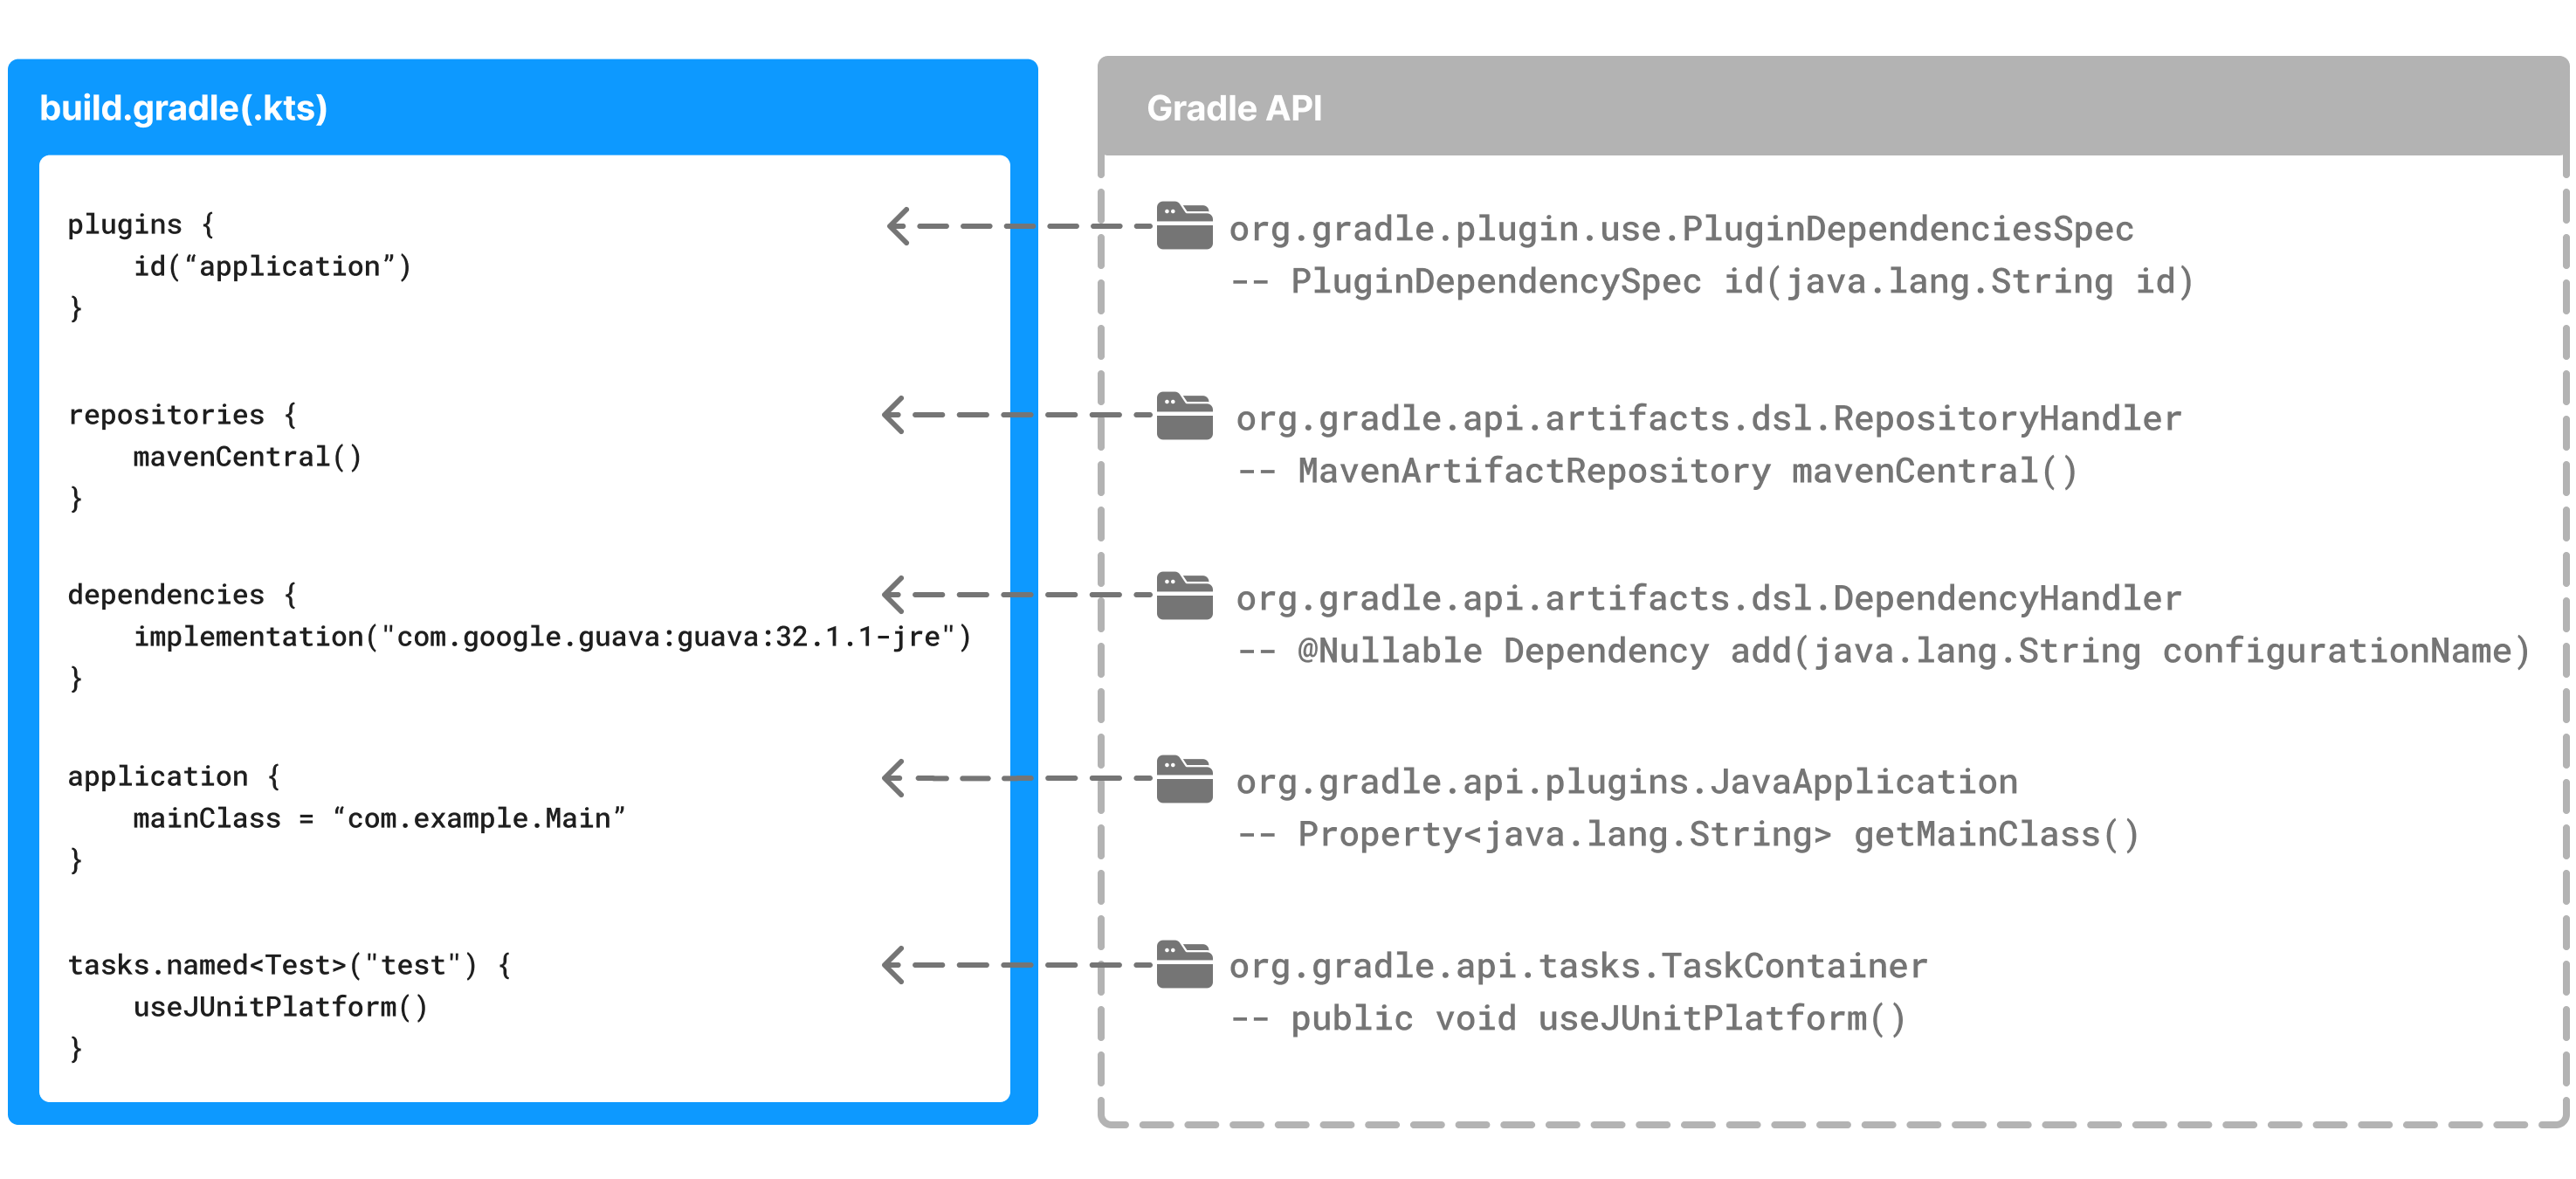 build.gradle(.kts)
plugins {
    id(“application”)
}
repositories {
    mavenCentral()
}
dependencies {
    implementation("com.google.guava:guava:32.1.1-jre")
}
application {
    mainClass = “com.example.Main”
}
tasks.named<Test>("test") {
    useJUnitPlatform()
}
Gradle API
org.gradle.plugin.use.PluginDependenciesSpec
-- PluginDependencySpec id(java.lang.String id)
org.gradle.api.artifacts.dsl.RepositoryHandler
-- MavenArtifactRepository mavenCentral()
org.gradle.api.artifacts.dsl.DependencyHandler
-- @Nullable Dependency add(java.lang.String configurationName)
org.gradle.api.plugins.JavaApplication
-- Property<java.lang.String> getMainClass()
org.gradle.api.tasks.TaskContainer
-- public void useJUnitPlatform()